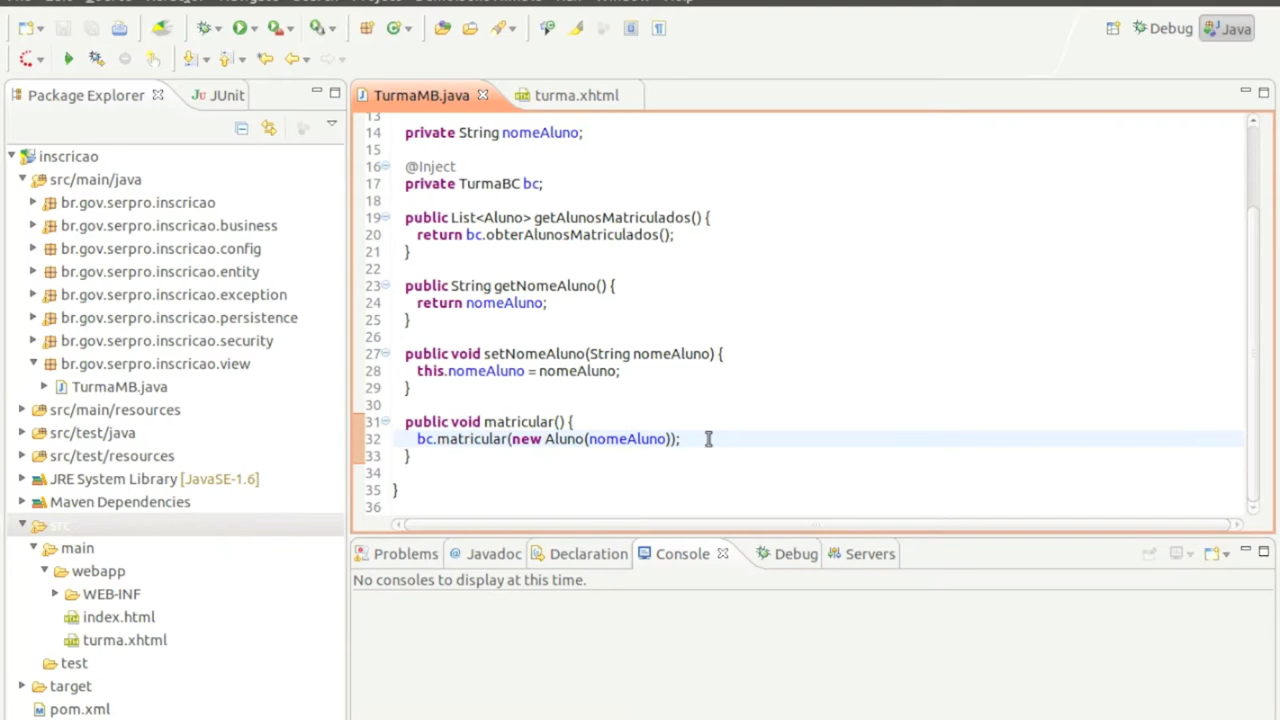 Debug
Java
Package Explorer
JUnit
inscricao
src/main/java
br.gov.serpro.inscricao
br.gov.serpro.inscricao.business
br.gov.serpro.inscricao.config
br.gov.serpro.inscricao.entity
br.gov.serpro.inscricao.exception
br.gov.serpro.inscricao.persistence
br.gov.serpro.inscricao.security
br.gov.serpro.inscricao.view
TurmaMB.java
src/main/resources
src/test/java
src/test/resources
JRE System Library [JavaSE-1.6]
Maven Dependencies
src
main
webapp
WEB-INF
index.html
turma.xhtml
test
target
pom.xml
TurmaMB.java
turma.xhtml
13
14 private String nomeAluno;
15
16 @Inject
17 private TurmaBC bc;
18
19 public List<Aluno> getAlunosMatriculados() {
20 return bc.obterAlunosMatriculados();
21 }
22
23 public String getNomeAluno() {
24 return nomeAluno;
25 }
26
27 public void setNomeAluno(String nomeAluno) {
28 this.nomeAluno = nomeAluno;
29 }
30
31 public void matricular() {
32 bc.matricular(new Aluno(nomeAluno));
33 }
34
35 }
36
Problems
Javadoc
Declaration
Console
Debug
Servers
No consoles to display at this time.